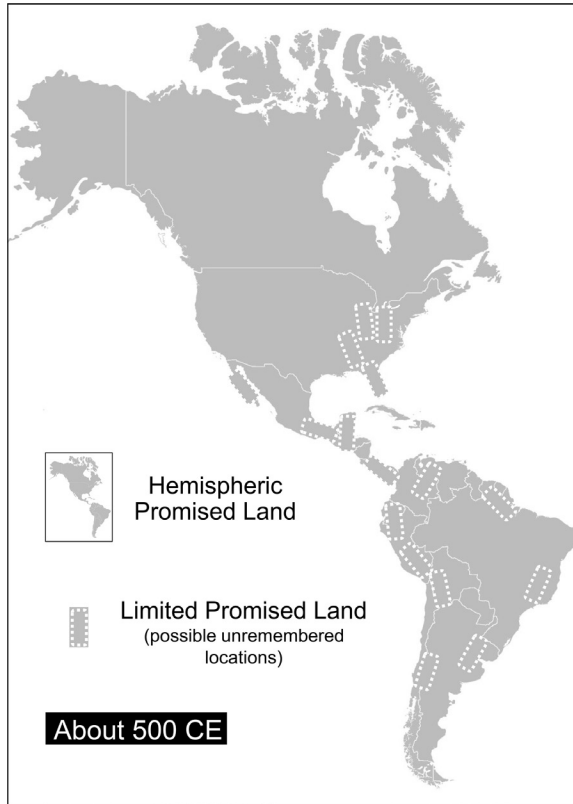 Hemispheric
Promised Land
Limited Promised Land
(possible unremembered
locations)
About 500 CE